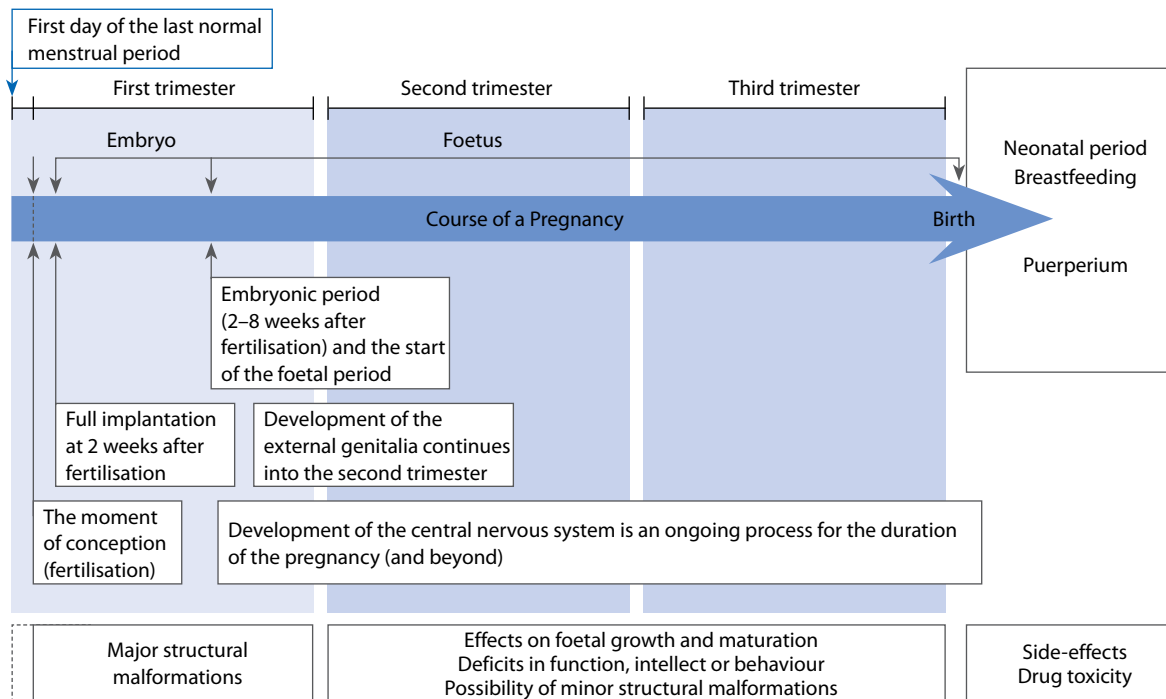 First day of the last normal
menstrual period
First trimester
Second trimester
Third trimester
Embryo
Foetus
Neonatal period
Breastfeeding
Course of a Pregnancy
Birth
Puerperium
Embryonic period
(2–8 weeks after
fertilisation) and the start
of the foetal period
Full implantation
at 2 weeks after
fertilisation
Development of the
external genitalia continues
into the second trimester
The moment
of conception
(fertilisation)
Development of the central nervous system is an ongoing process for the duration
of the pregnancy (and beyond)
Major structural
malformations
Effects on foetal growth and maturation
Deficits in function, intellect or behaviour
Possibility of minor structural malformations
Side-effects
Drug toxicity